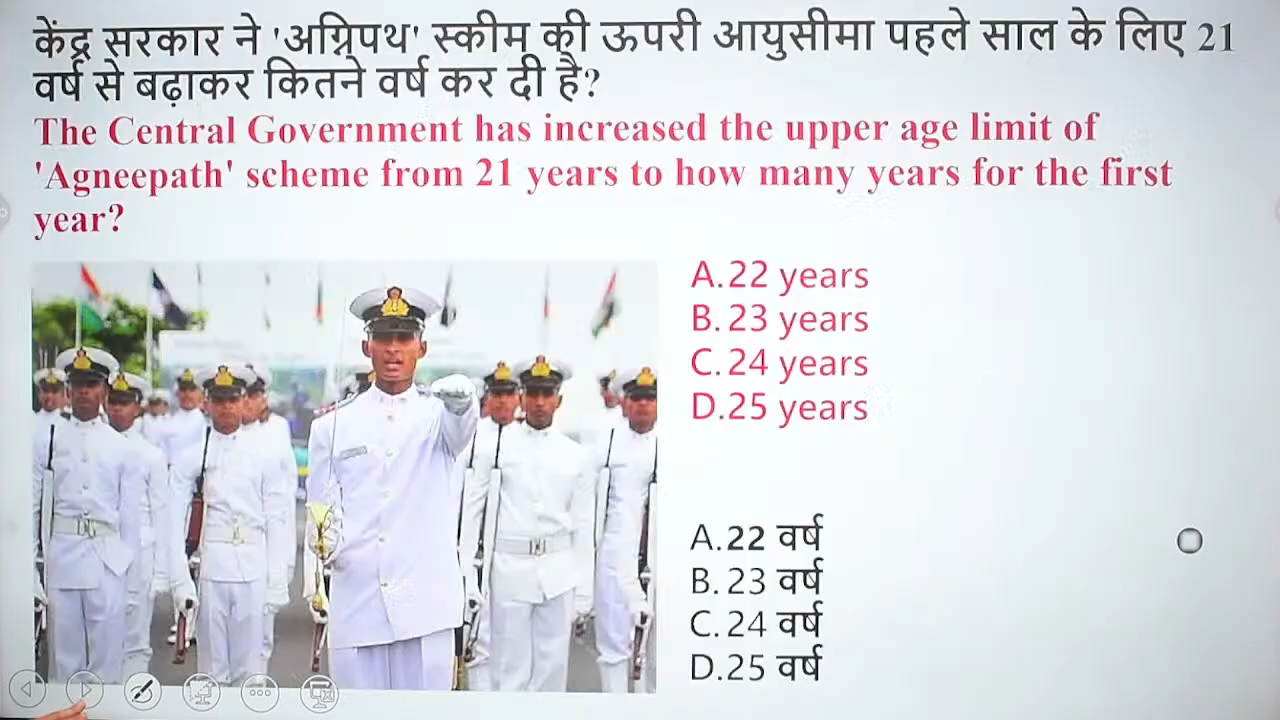 केंद्र सरकार ने 'अग्निपथ' स्कीम की ऊपरी आयुसीमा पहले साल के लिए 21
वर्ष से बढ़ाकर कितने वर्ष कर दी है?
The Central Government has increased the upper age limit of
'Agneepath' scheme from 21 years to how many years for the first
year?
A. 22 years
B. 23 years
C. 24 years
D. 25 years
A. 22 वर्ष
B. 23 वर्ष
C. 24 वर्ष
D. 25 वर्ष